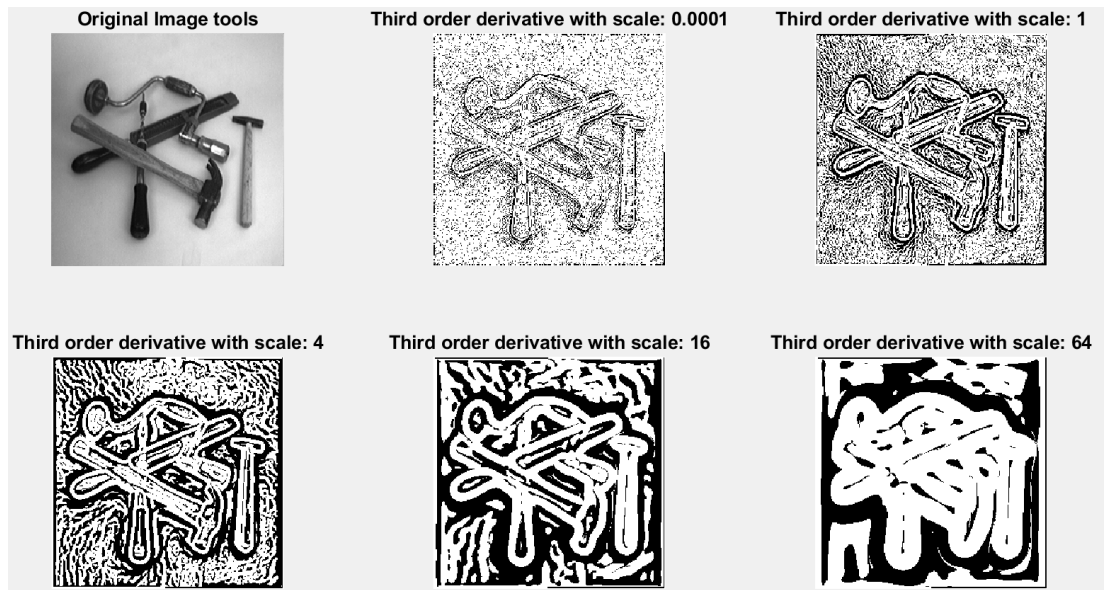 Original Image tools
Third order derivative with scale: 0.0001
Third order derivative with scale: 1
Third order derivative with scale: 4
Third order derivative with scale: 16
Third order derivative with scale: 64